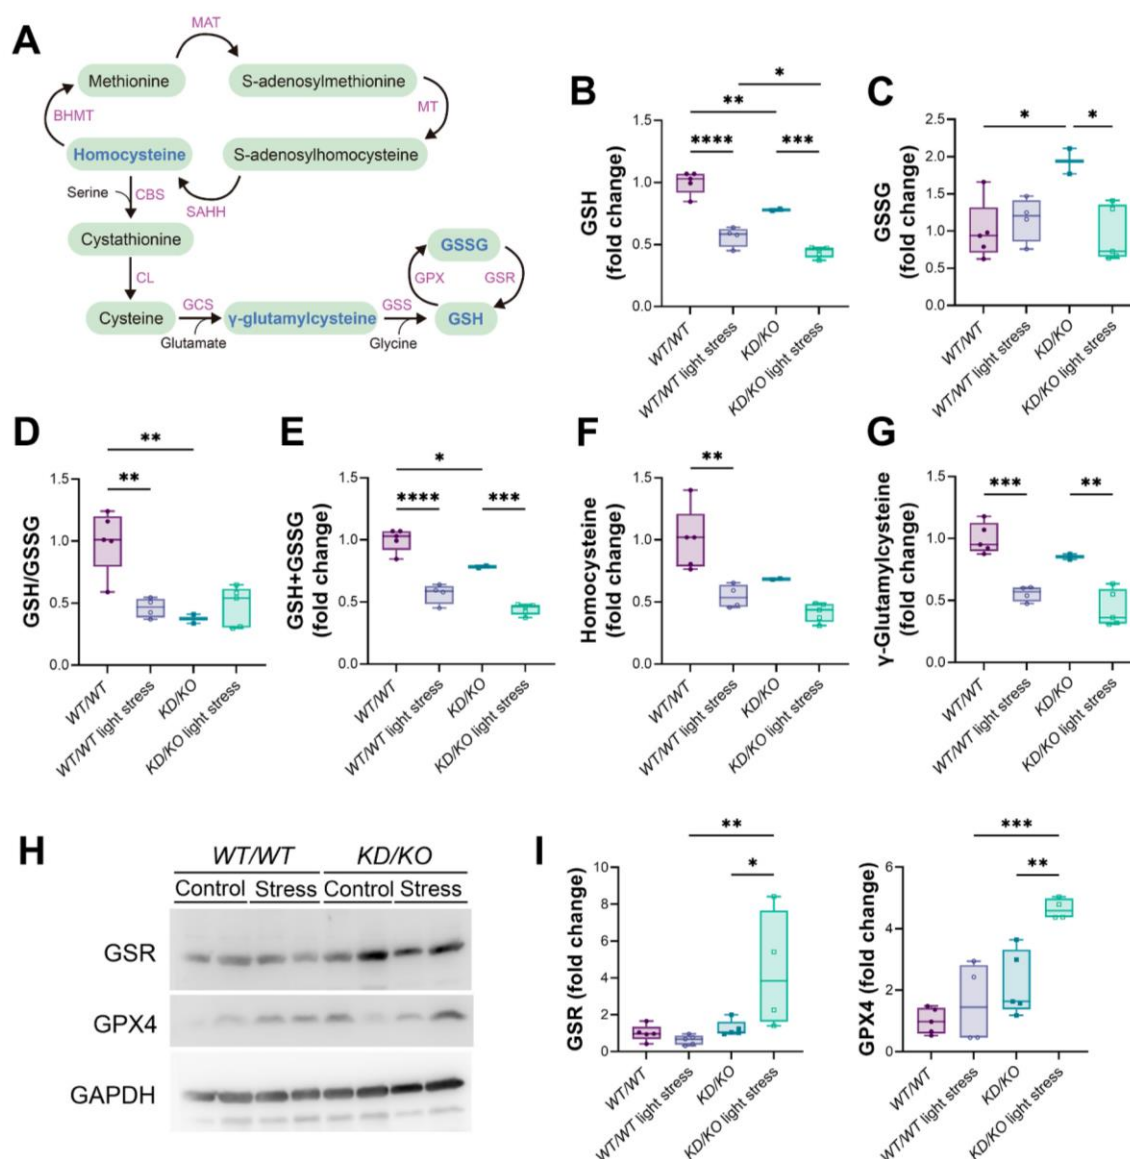 A
MAT
Methionine
S-adenosylmethionine
BHMT
MT
Homocysteine
S-adenosylhomocysteine
Serine
CBS
SAHH
Cystathionine
CL
GSSG
GPX
GSR
Cysteine
GCS
γ-glutamylcysteine
GSS
GSH
Glutamate
Glycine
B
GSH
(fold change)
1.5
1.0
0.5
0.0
*
**
****
***
WT/WT
WT/WT light stress
KD/KO
KD/KO light stress
C
GSSG
(fold change)
2.5
2.0
1.5
1.0
0.5
0.0
*
*
WT/WT
WT/WT light stress
KD/KO
KD/KO light stress
D
GSH/GSSG
1.5
1.0
0.5
0.0
**
**
WT/WT
WT/WT light stress
KD/KO
KD/KO light stress
E
GSH+GSSG
(fold change)
1.5
1.0
0.5
0.0
*
****
***
WT/WT
WT/WT light stress
KD/KO
KD/KO light stress
F
Homocysteine
(fold change)
1.5
1.0
0.5
0.0
**
WT/WT
WT/WT light stress
KD/KO
KD/KO light stress
G
γ-Glutamylcysteine
(fold change)
1.5
1.0
0.5
0.0
***
**
WT/WT
WT/WT light stress
KD/KO
KD/KO light stress
H
WT/WT KD/KO
Control Stress Control Stress
GSR
GPX4
GAPDH
I
GSR (fold change)
10
8
6
4
2
0
**
*
WT/WT
WT/WT light stress
KD/KO
KD/KO light stress
GPX4 (fold change)
6
4
2
0
***
**
WT/WT
WT/WT light stress
KD/KO
KD/KO light stress